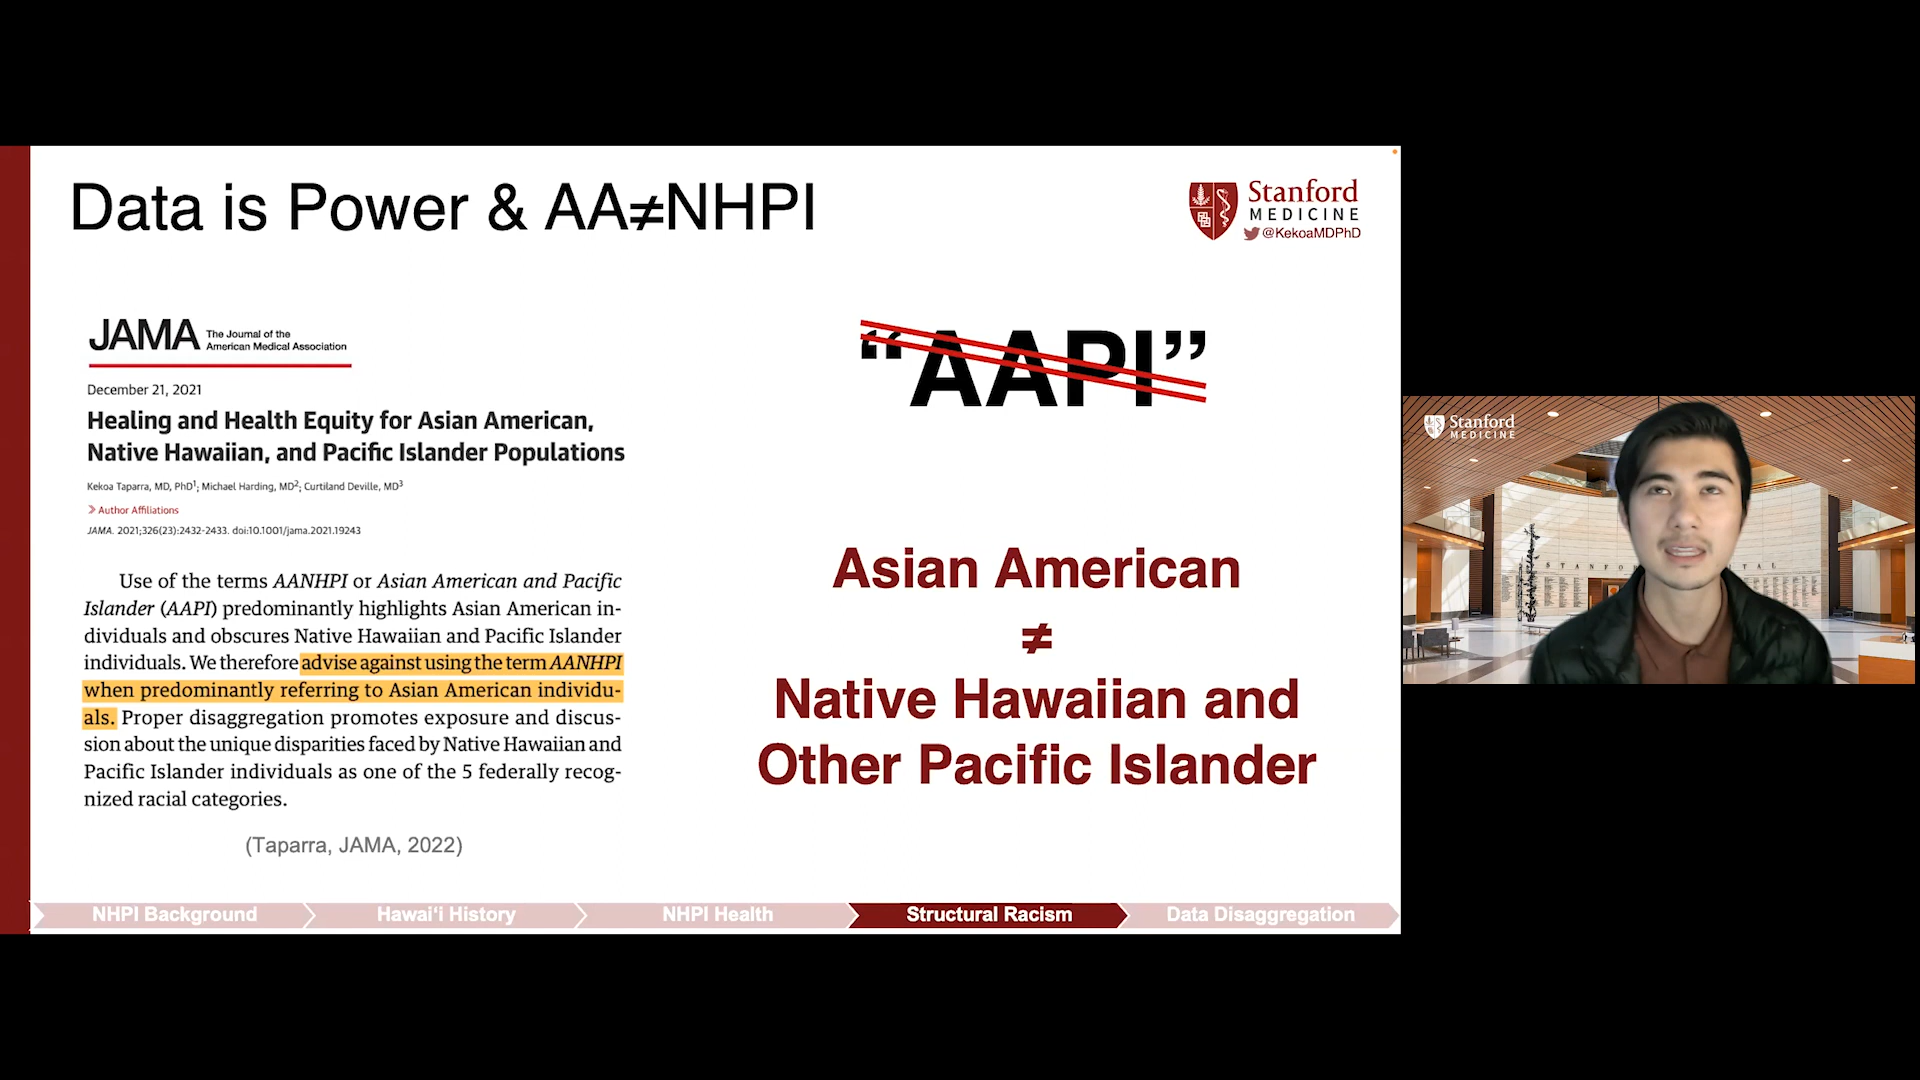 Data is Power & AA≠NHPI
Stanford
MEDICINE
@KekoaMDPhD
JAMA The Journal of the
American Medical Association
December 21, 2021
Healing and Health Equity for Asian American,
Native Hawaiian, and Pacific Islander Populations
Kekoa Taparra, MD, PhD1; Michael Harding, MD2; Curtiland Deville, MD3
» Author Affiliations
JAMA. 2021;326(23):2432-2433. doi:10.1001/jama.2021.19243
Use of the terms AANHPI or Asian American and Pacific
Islander (AAPI) predominantly highlights Asian American in-
dividuals and obscures Native Hawaiian and Pacific Islander
individuals. We therefore advise against using the term AANHPI
when predominantly referring to Asian American individu-
als. Proper disaggregation promotes exposure and discus-
sion about the unique disparities faced by Native Hawaiian and
Pacific Islander individuals as one of the 5 federally recog-
nized racial categories.
(Taparra, JAMA, 2022)
“AAPI”
Asian American
≠
Native Hawaiian and
Other Pacific Islander
NHPI Background
Hawai‘i History
NHPI Health
Structural Racism
Data Disaggregation
Stanford
MEDICINE